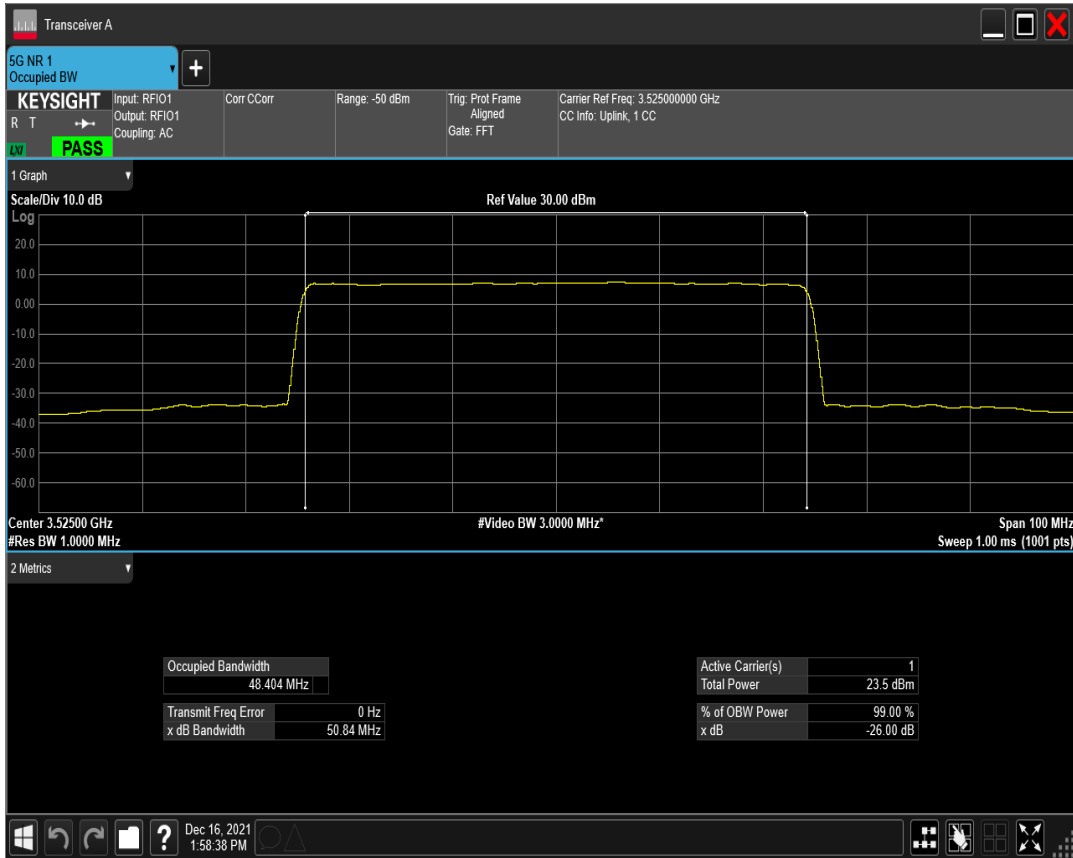 Transceiver A
5G NR 1
Occupied BW
+
KEYSIGHT
R T
LXI
PASS
Input: RFIO1
Output: RFIO1
Coupling: AC
Corr CCorr
Range: -50 dBm
Trig: Prot Frame
Aligned
Gate: FFT
Carrier Ref Freq: 3.525000000 GHz
CC Info: Uplink, 1 CC
1 Graph
Scale/Div 10.0 dB
Ref Value 30.00 dBm
Log
20.0
10.0
0.00
-10.0
-20.0
-30.0
-40.0
-50.0
-60.0
Center 3.52500 GHz
#Video BW 3.0000 MHz*
Span 100 MHz
#Res BW 1.0000 MHz
Sweep 1.00 ms (1001 pts)
2 Metrics
Occupied Bandwidth
48.404 MHz
Transmit Freq Error 0 Hz
x dB Bandwidth 50.84 MHz
Active Carrier(s) 1
Total Power 23.5 dBm
% of OBW Power 99.00 %
x dB -26.00 dB
?
Dec 16, 2021
1:58:38 PM